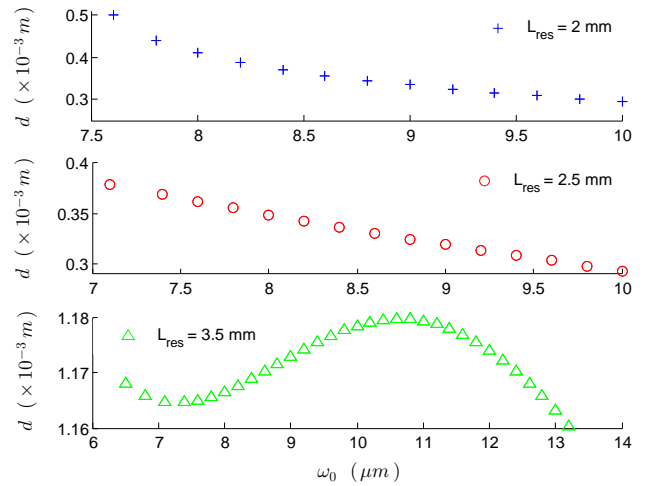 0.5
0.4
0.3
d (×10⁻³ m)
+ L_res = 2 mm
7.5 8 8.5 9 9.5 10
0.4
0.35
0.3
d (×10⁻³ m)
○ L_res = 2.5 mm
7 7.5 8 8.5 9 9.5 10
1.18
1.17
1.16
d (×10⁻³ m)
△ L_res = 3.5 mm
6 7 8 9 10 11 12 13 14
ω₀ (μm)